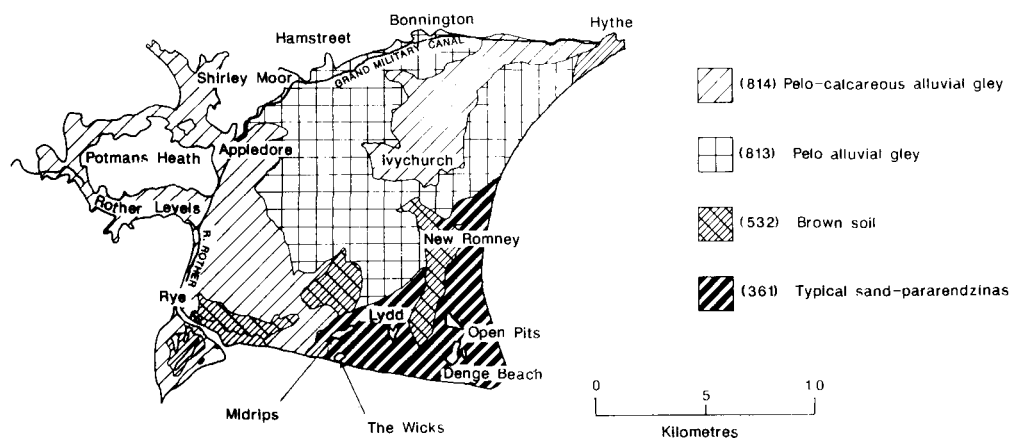 Bonnington
Hythe
Hamstreet
GRAND MILITARY CANAL
Shirley Moor
(814) Pelo-calcareous alluvial gley
Appledore
Potmans Heath
Ivychurch
(813) Pelo alluvial gley
Rother Levels
R. ROTHER
New Romney
(532) Brown soil
Rye
Lydd
(361) Typical sand-pararendzinas
Open Pits
Denge Beach
Midrips
The Wicks
0 5 10
Kilometres